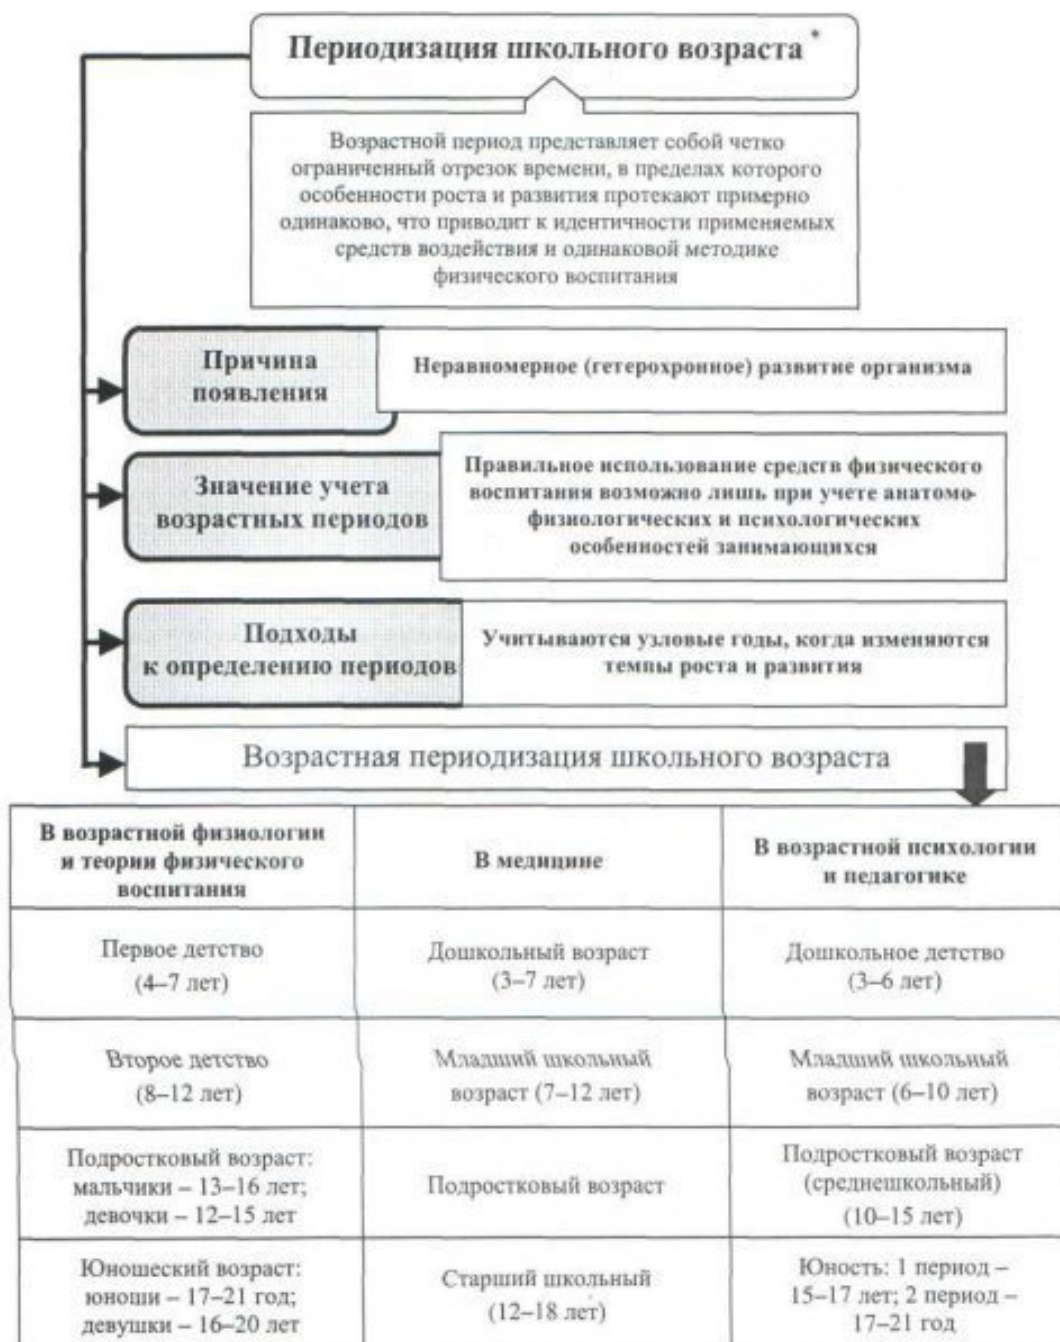 Периодизация школьного возраста *
Возрастной период представляет собой четко
ограниченный отрезок времени, в пределах которого
особенности роста и развития протекают примерно
одинаково, что приводит к идентичности применяемых
средств воздействия и одинаковой методике
физического воспитания
Причина
появления
Неравномерное (гетерохронное) развитие организма
Значение учета
возрастных периодов
Правильное использование средств физического
воспитания возможно лишь при учете анатомо-
физиологических и психологических
особенностей занимающихся
Подходы
к определению периодов
Учитываются узловые годы, когда изменяются
темпы роста и развития
Возрастная периодизация школьного возраста
В возрастной физиологии
и теории физического
воспитания
В медицине
В возрастной психологии
и педагогике
Первое детство
(4–7 лет)
Дошкольный возраст
(3–7 лет)
Дошкольное детство
(3–6 лет)
Второе детство
(8–12 лет)
Младший школьный
возраст (7–12 лет)
Младший школьный
возраст (6–10 лет)
Подростковый возраст:
мальчики – 13–16 лет;
девочки – 12–15 лет
Подростковый возраст
Подростковый возраст
(среднешкольный)
(10–15 лет)
Юношеский возраст:
юноши – 17–21 год;
девушки – 16–20 лет
Старший школьный
(12–18 лет)
Юность: 1 период –
15–17 лет; 2 период –
17–21 год